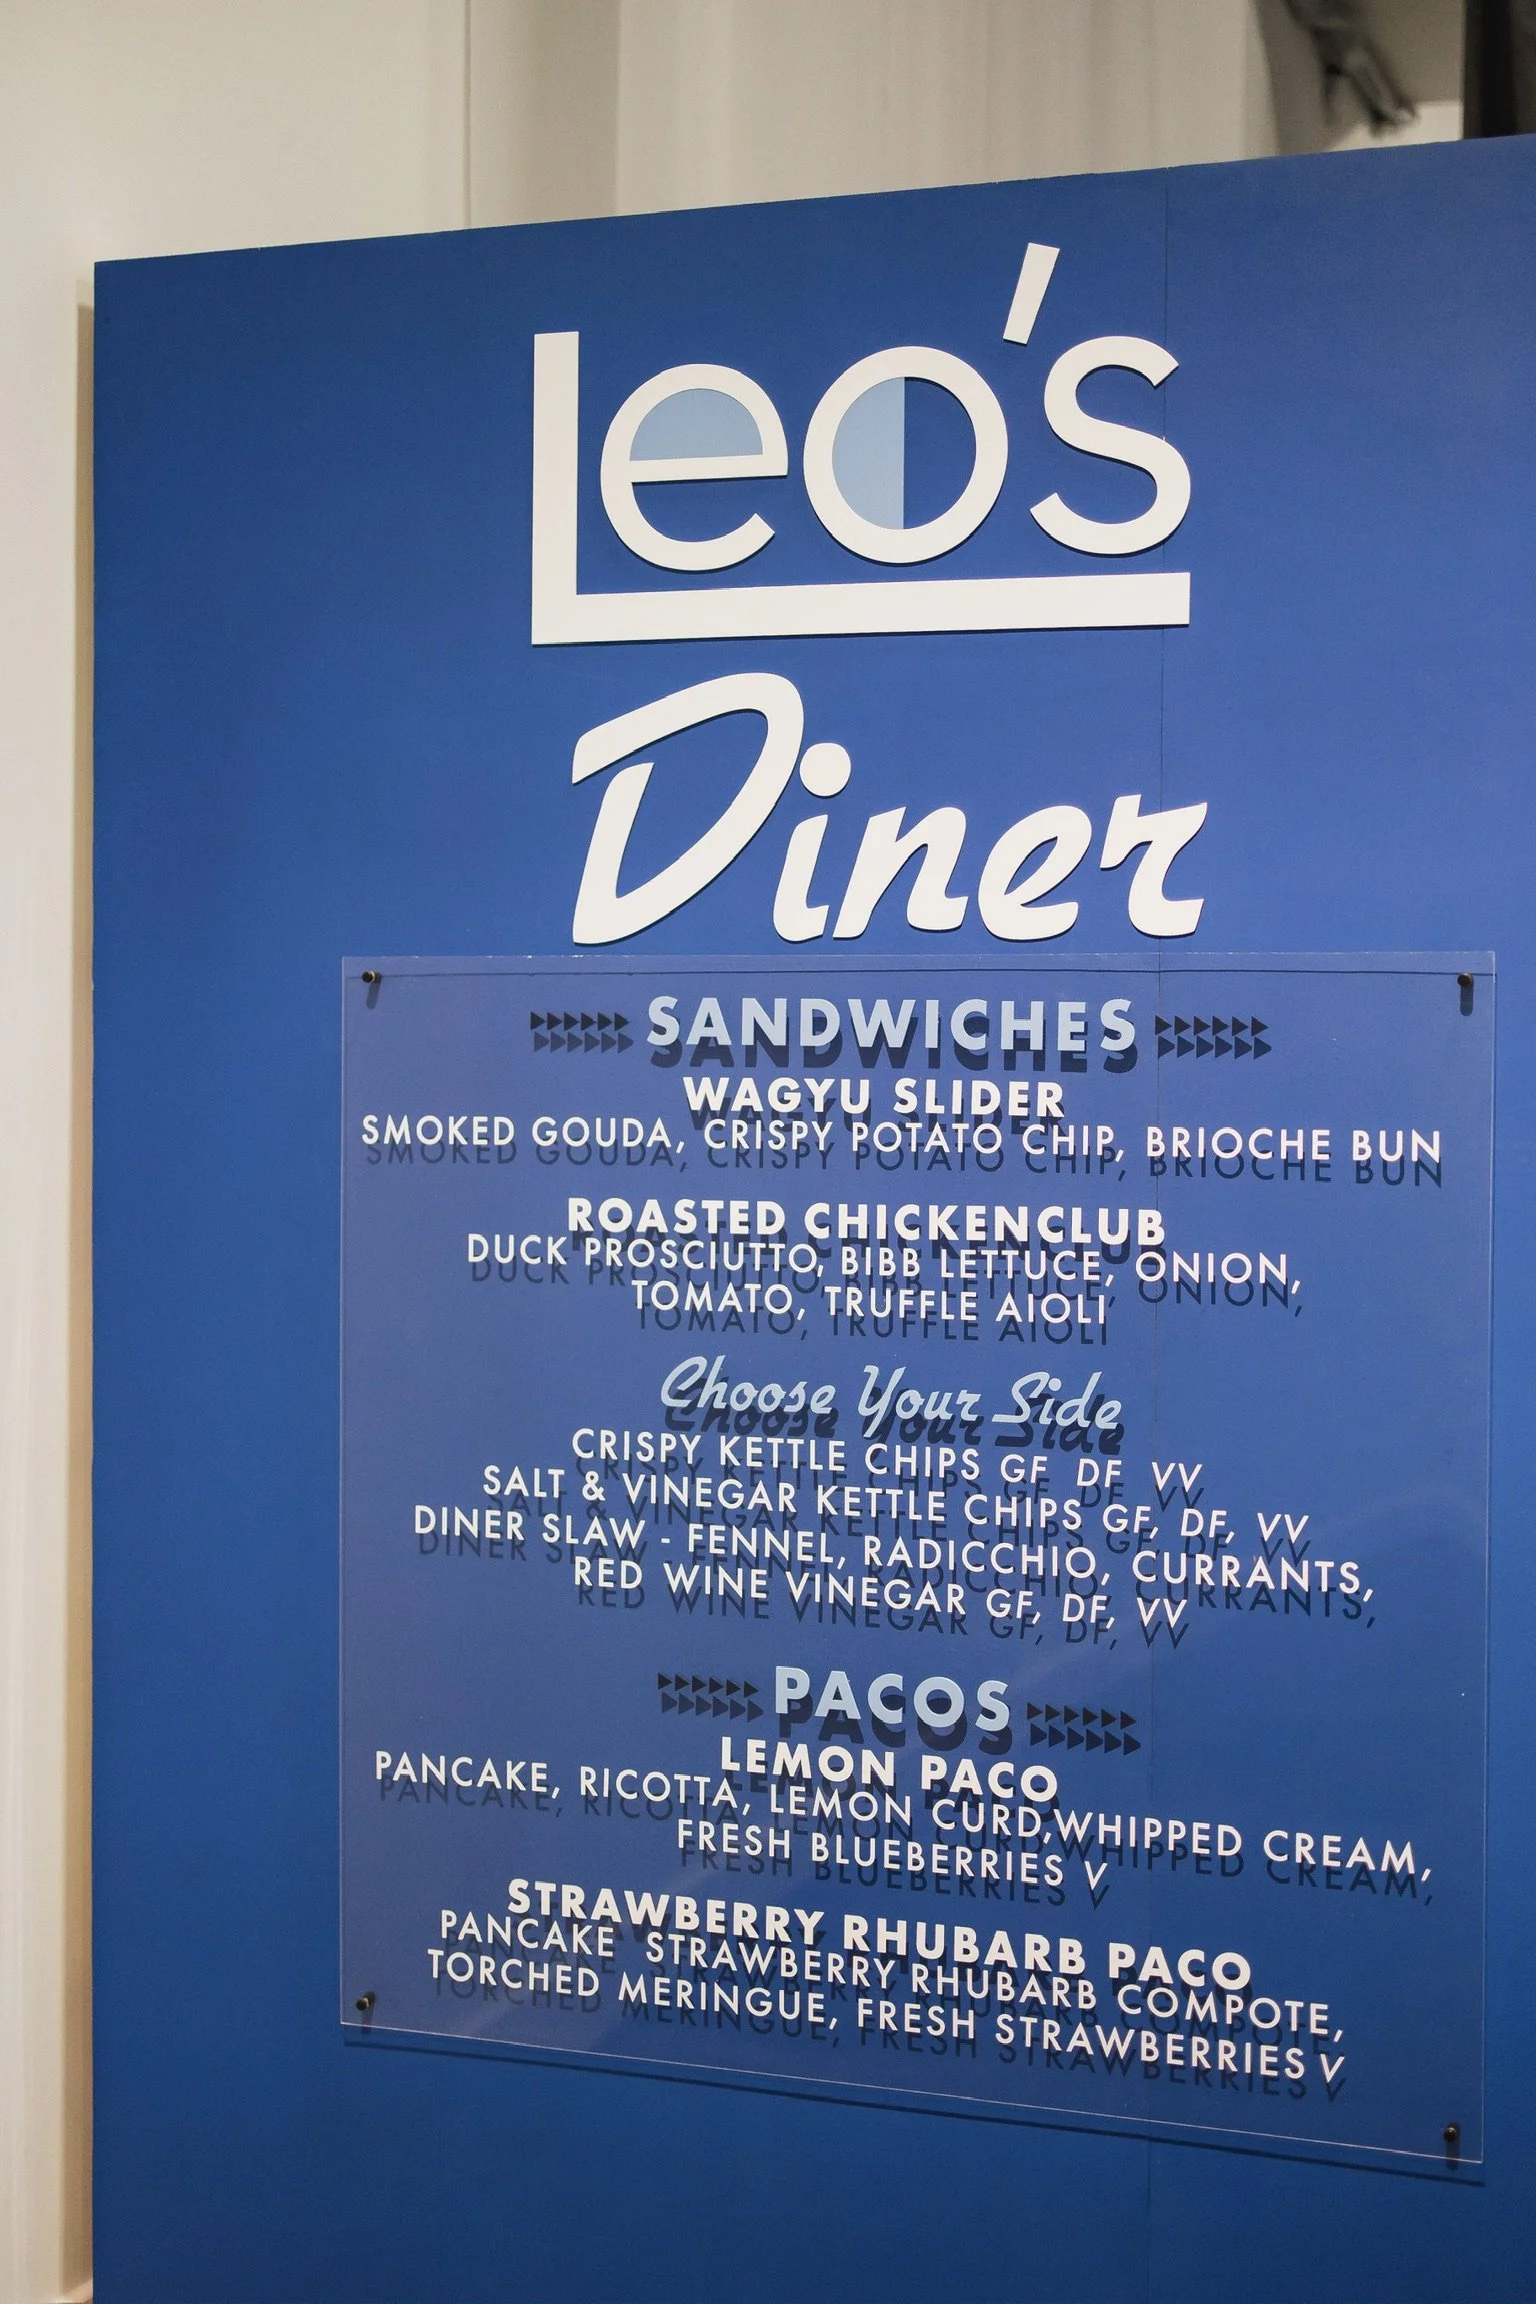 Leo's
Diner
SANDWICHES
WAGYU SLIDER
SMOKED GOUDA, CRISPY POTATO CHIP, BRIOCHE BUN
ROASTED CHICKENCLUB
DUCK PROSCIUTTO, BIBB LETTUCE, ONION,
TOMATO, TRUFFLE AIOLI
Choose Your Side
CRISPY KETTLE CHIPS GF DF VV
SALT & VINEGAR KETTLE CHIPS GF, DF, VV
DINER SLAW - FENNEL, RADICCHIO, CURRANTS,
RED WINE VINEGAR GF, DF, VV
PACOS
LEMON PACO
PANCAKE, RICOTTA, LEMON CURD,WHIPPED CREAM,
FRESH BLUEBERRIES V
STRAWBERRY RHUBARB PACO
PANCAKE STRAWBERRY RHUBARB COMPOTE,
TORCHED MERINGUE, FRESH STRAWBERRIES V